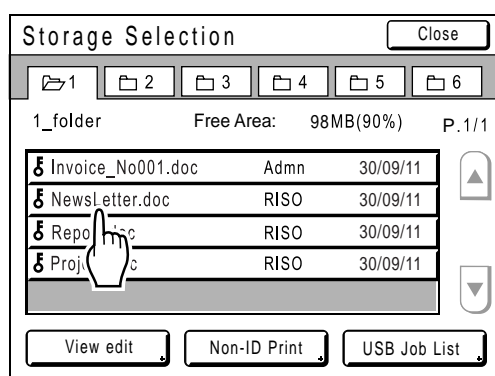 Storage Selection Close
1 2 3 4 5 6
1_folder Free Area: 98MB(90%) P.1/1
Invoice_No001.doc Admn 30/09/11
NewsLetter.doc RISO 30/09/11
RISO 30/09/11
RISO 30/09/11
View edit Non-ID Print USB Job List